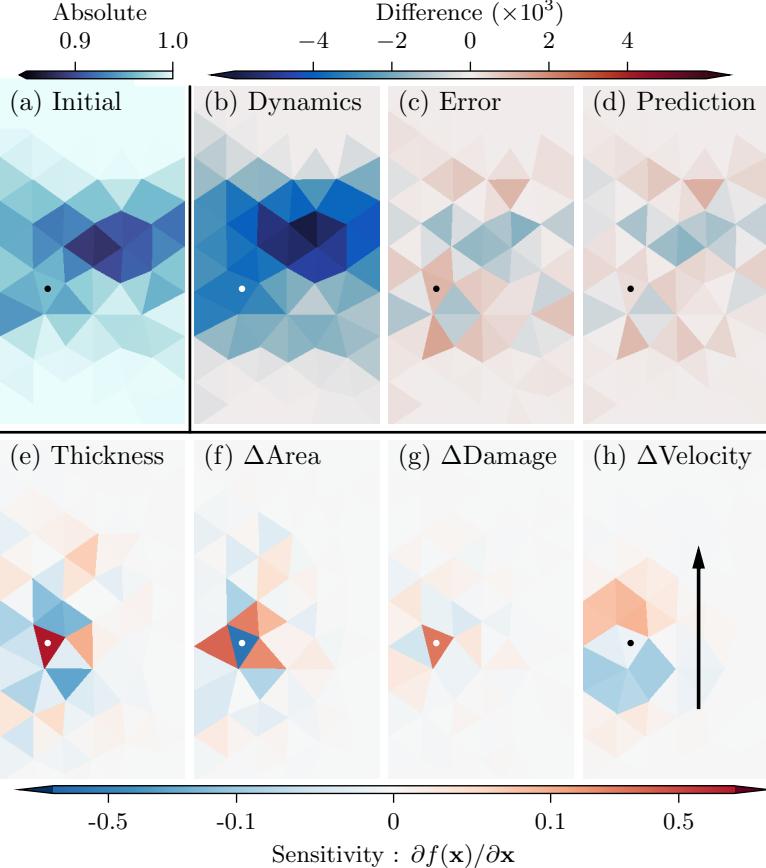 Absolute
Difference (×10³)
0.9 1.0
−4 −2 0 2 4
(a) Initial
(b) Dynamics
(c) Error
(d) Prediction
(e) Thickness
(f) ΔArea
(g) ΔDamage
(h) ΔVelocity
-0.5 -0.1 0 0.1 0.5
Sensitivity : ∂f(x)/∂x